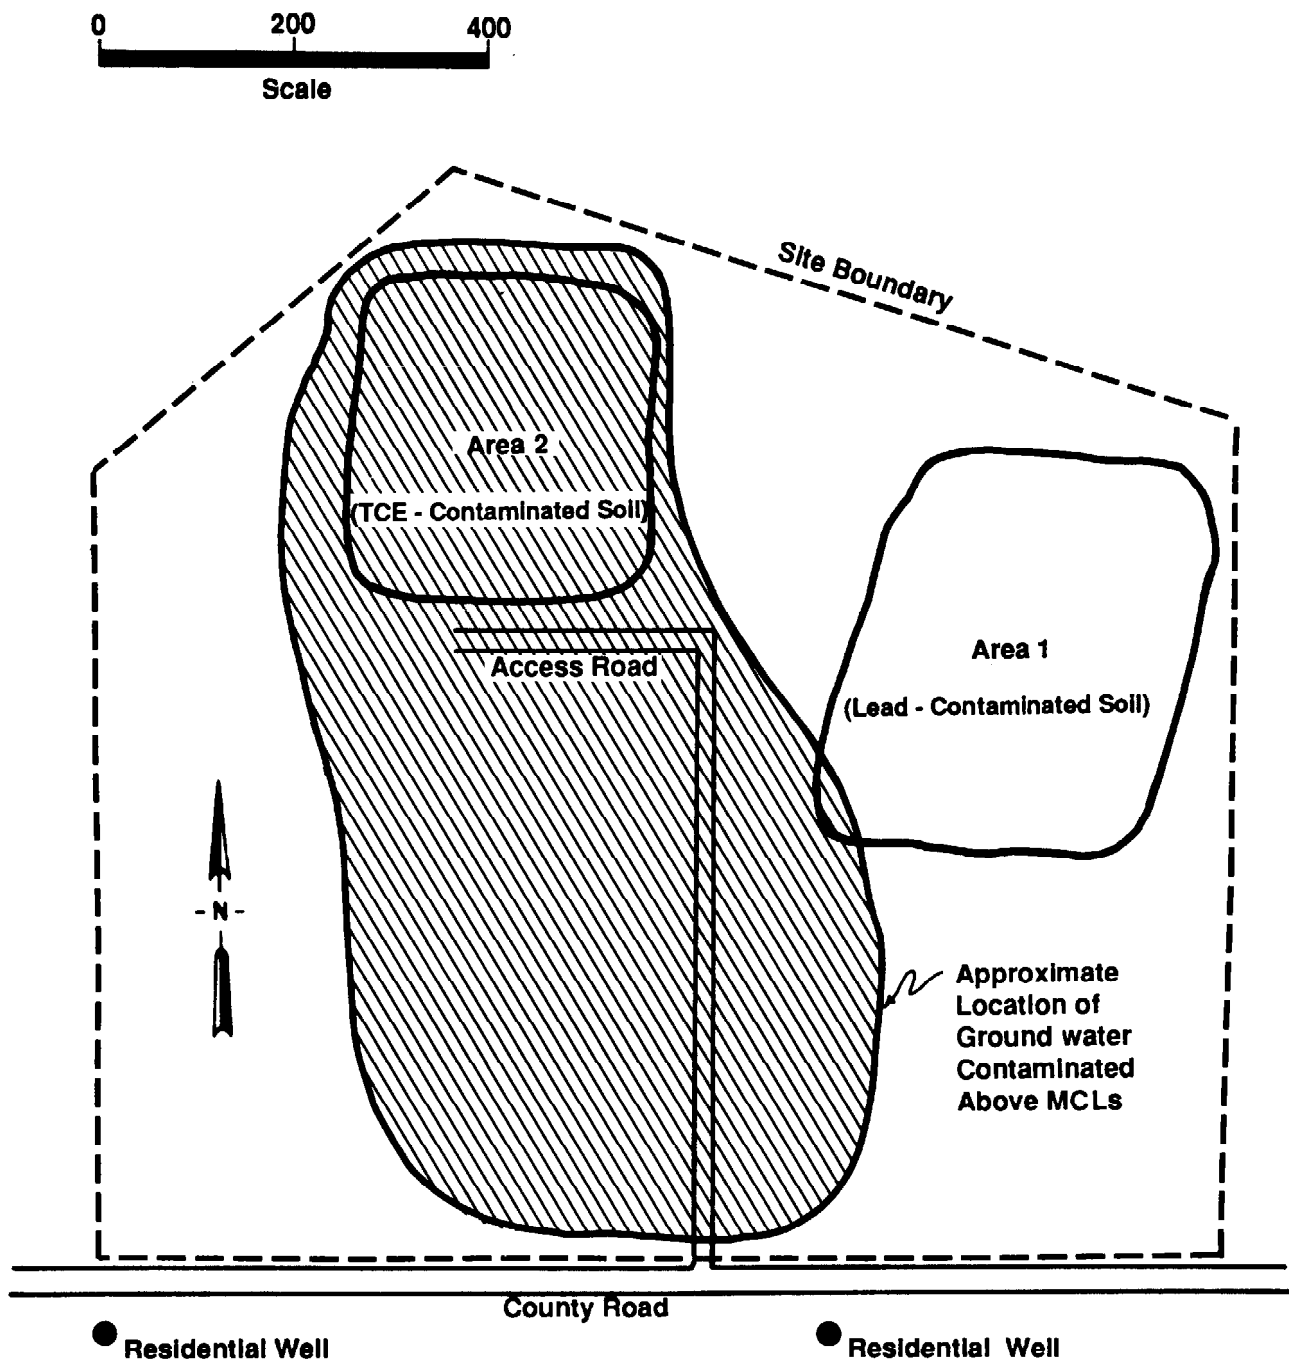 0 200 400
Scale
Site Boundary
Area 2
(TCE - Contaminated Soil)
Access Road
Area 1
(Lead - Contaminated Soil)
- N -
Approximate
Location of
Ground water
Contaminated
Above MCLs
County Road
Residential Well
Residential Well